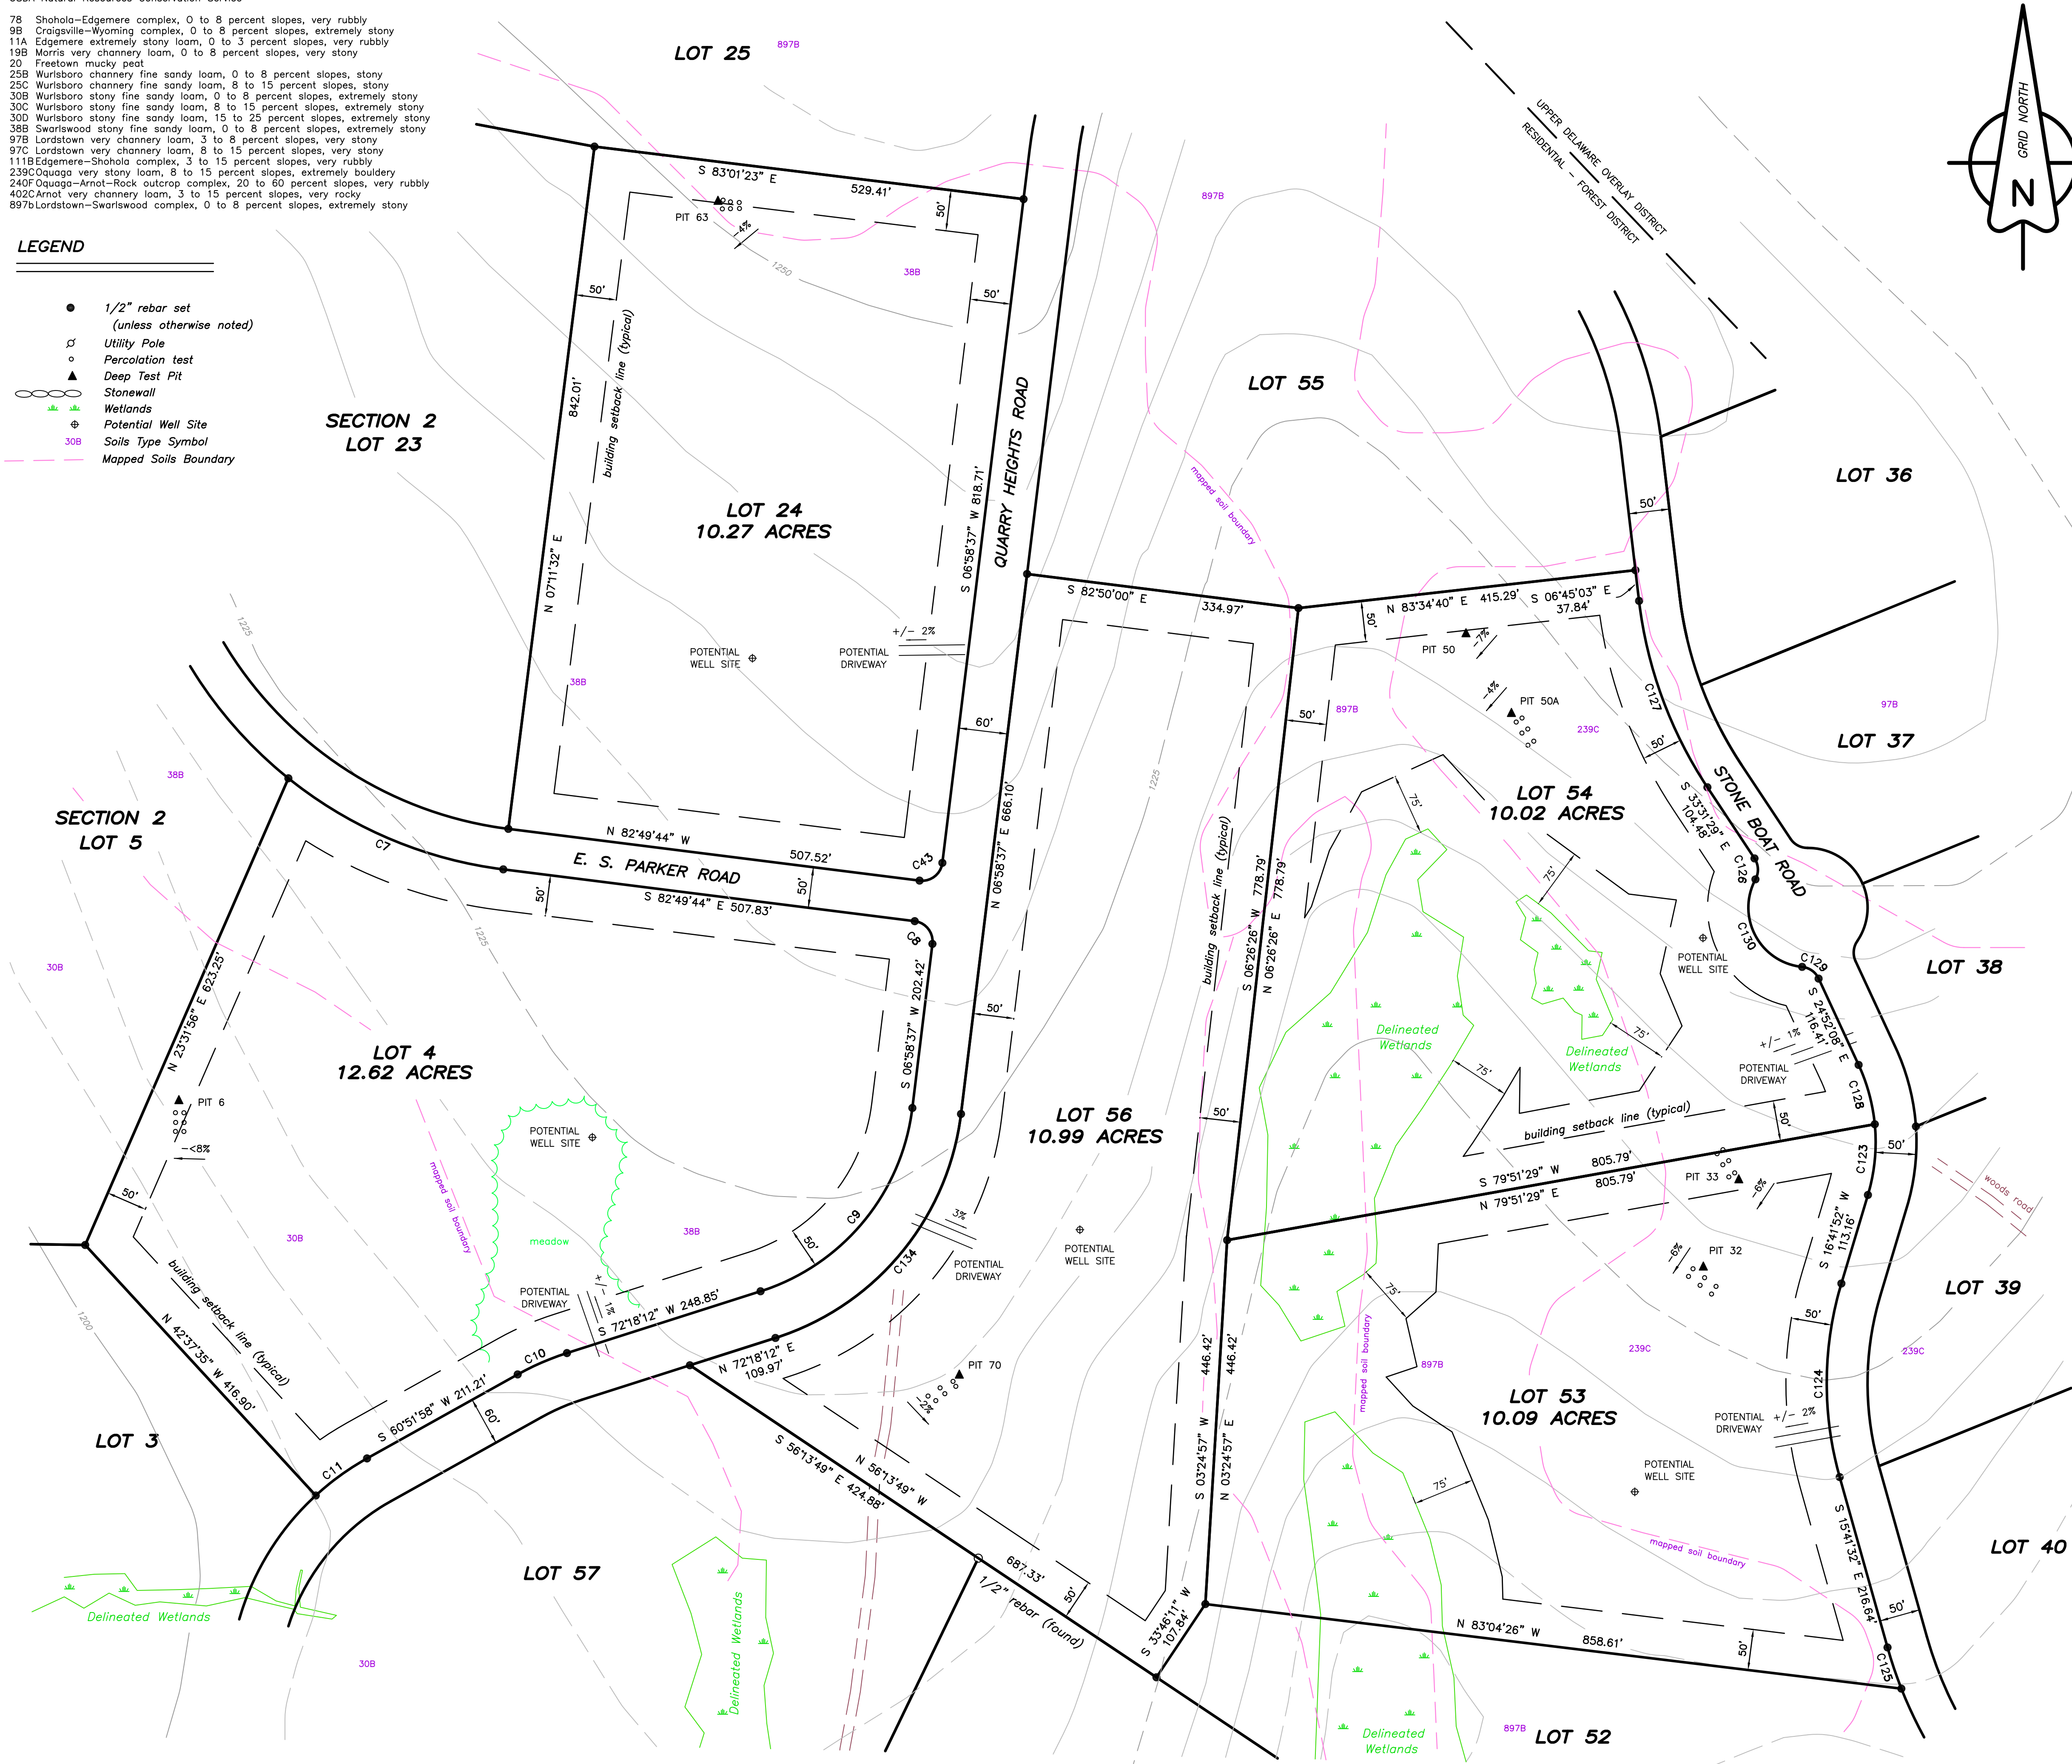 78 Shohola-Edgemere complex, 0 to 8 percent slopes, very rubbly
9B Craigsville-Wyoming complex, 0 to 8 percent slopes, extremely stony
11A Edgemere extremely stony loam, 0 to 3 percent slopes, very rubbly
19B Morris very channery loam, 0 to 8 percent slopes, very stony
20 Freetown mucky peat
25B Wurlsboro channery fine sandy loam, 0 to 8 percent slopes, stony
25C Wurlsboro channery fine sandy loam, 8 to 15 percent slopes, stony
30B Wurlsboro stony fine sandy loam, 0 to 8 percent slopes, extremely stony
30C Wurlsboro stony fine sandy loam, 8 to 15 percent slopes, extremely stony
30D Wurlsboro stony fine sandy loam, 15 to 25 percent slopes, extremely stony
38B Swarlswood stony fine sandy loam, 0 to 8 percent slopes, extremely stony
97B Lordstown very channery loam, 3 to 8 percent slopes, very stony
97C Lordstown very channery loam, 8 to 15 percent slopes, very stony
111B Edgemere-Shohola complex, 3 to 15 percent slopes, very rubbly
239C Oquaga very stony loam, 8 to 15 percent slopes, extremely bouldery
240F Oquaga-Arnot-Rock outcrop complex, 20 to 60 percent slopes, very rubbly
402C Arnot very channery loam, 3 to 15 percent slopes, very rocky
897b Lordstown-Swarlswood complex, 0 to 8 percent slopes, extremely stony
LEGEND
1/2" rebar set
(unless otherwise noted)
Utility Pole
Percolation test
Deep Test Pit
Stonewall
Wetlands
Potential Well Site
30B Soils Type Symbol
Mapped Soils Boundary
LOT 25
897B
UPPER DELAWARE OVERLAY DISTRICT
RESIDENTIAL - FOREST DISTRICT
GRID NORTH
N
S 83°01'23" E
529.41'
50'
PIT 63
-4%
1250
38B
897B
50'
50'
842.01'
building setback line (typical)
SECTION 2
LOT 23
LOT 24
10.27 ACRES
N 07°11'32" E
S 06°58'37" W 818.71'
QUARRY HEIGHTS ROAD
LOT 55
mapped soil boundary
LOT 36
50'
S 82°50'00" E
334.97'
N 83°34'40" E 415.29'
S 06°45'03" E
37.84'
50'
PIT 50
-7%
+/- 2%
POTENTIAL
WELL SITE
POTENTIAL
DRIVEWAY
38B
1225
60'
50'
897B
-4%
PIT 50A
239C
C127
50'
97B
LOT 37
38B
SECTION 2
LOT 5
C7
N 82°49'44" W
507.52'
C43
E. S. PARKER ROAD
50'
50'
S 82°49'44" E 507.83'
C8
N 06°58'37" E 666.10'
1225
1225
75'
LOT 54
10.02 ACRES
STONE BOAT ROAD
S 33°31'29" E
104.48'
75'
C126
C130
C129
POTENTIAL
WELL SITE
LOT 38
30B
N 23°31'56" E 623.25'
S 06°58'37" W 202.42'
building setback line (typical)
S 06°26'26" W 778.79'
N 06°26'26" E 778.79'
50'
Delineated
Wetlands
75'
Delineated
Wetlands
75'
S 24°52'08" E
116.41'
+/- 1%
POTENTIAL
DRIVEWAY
C128
LOT 4
12.62 ACRES
PIT 6
-<8%
50'
POTENTIAL
WELL SITE
LOT 56
10.99 ACRES
50'
building setback line (typical)
50'
S 79°51'29" W 805.79'
N 79°51'29" E 805.79'
PIT 33
-6%
C123
50'
woods road
mapped soil boundary
30B
meadow
38B
C9
50'
3%
C134
POTENTIAL
DRIVEWAY
POTENTIAL
WELL SITE
-6%
PIT 32
S 16°41'52" W
113.16'
LOT 39
building setback line (typical)
POTENTIAL
DRIVEWAY
+/- 1%
75'
50'
1200
N 42°37'35" W 416.90'
C10
S 72°18'12" W 248.85'
N 72°18'12" E
109.97'
PIT 70
-2%
446.42'
446.42'
mapped soil boundary
897B
239C
239C
LOT 53
10.09 ACRES
C124
+/- 2%
POTENTIAL
DRIVEWAY
LOT 3
C11
S 60°51'58" W 211.21'
60'
S 56°13'49" E 424.88'
N 56°13'49" W
687.33'
S 03°24'57" W
N 03°24'57" E
75'
POTENTIAL
WELL SITE
mapped soil boundary
S 15°41'32" E 216.64'
LOT 40
LOT 57
Delineated Wetlands
Delineated Wetlands
1/2" rebar (found)
50'
S 33°46'11" W
107.84'
N 83°04'26" W
858.61'
50'
50'
C125
30B
Delineated
Wetlands
897B
LOT 52